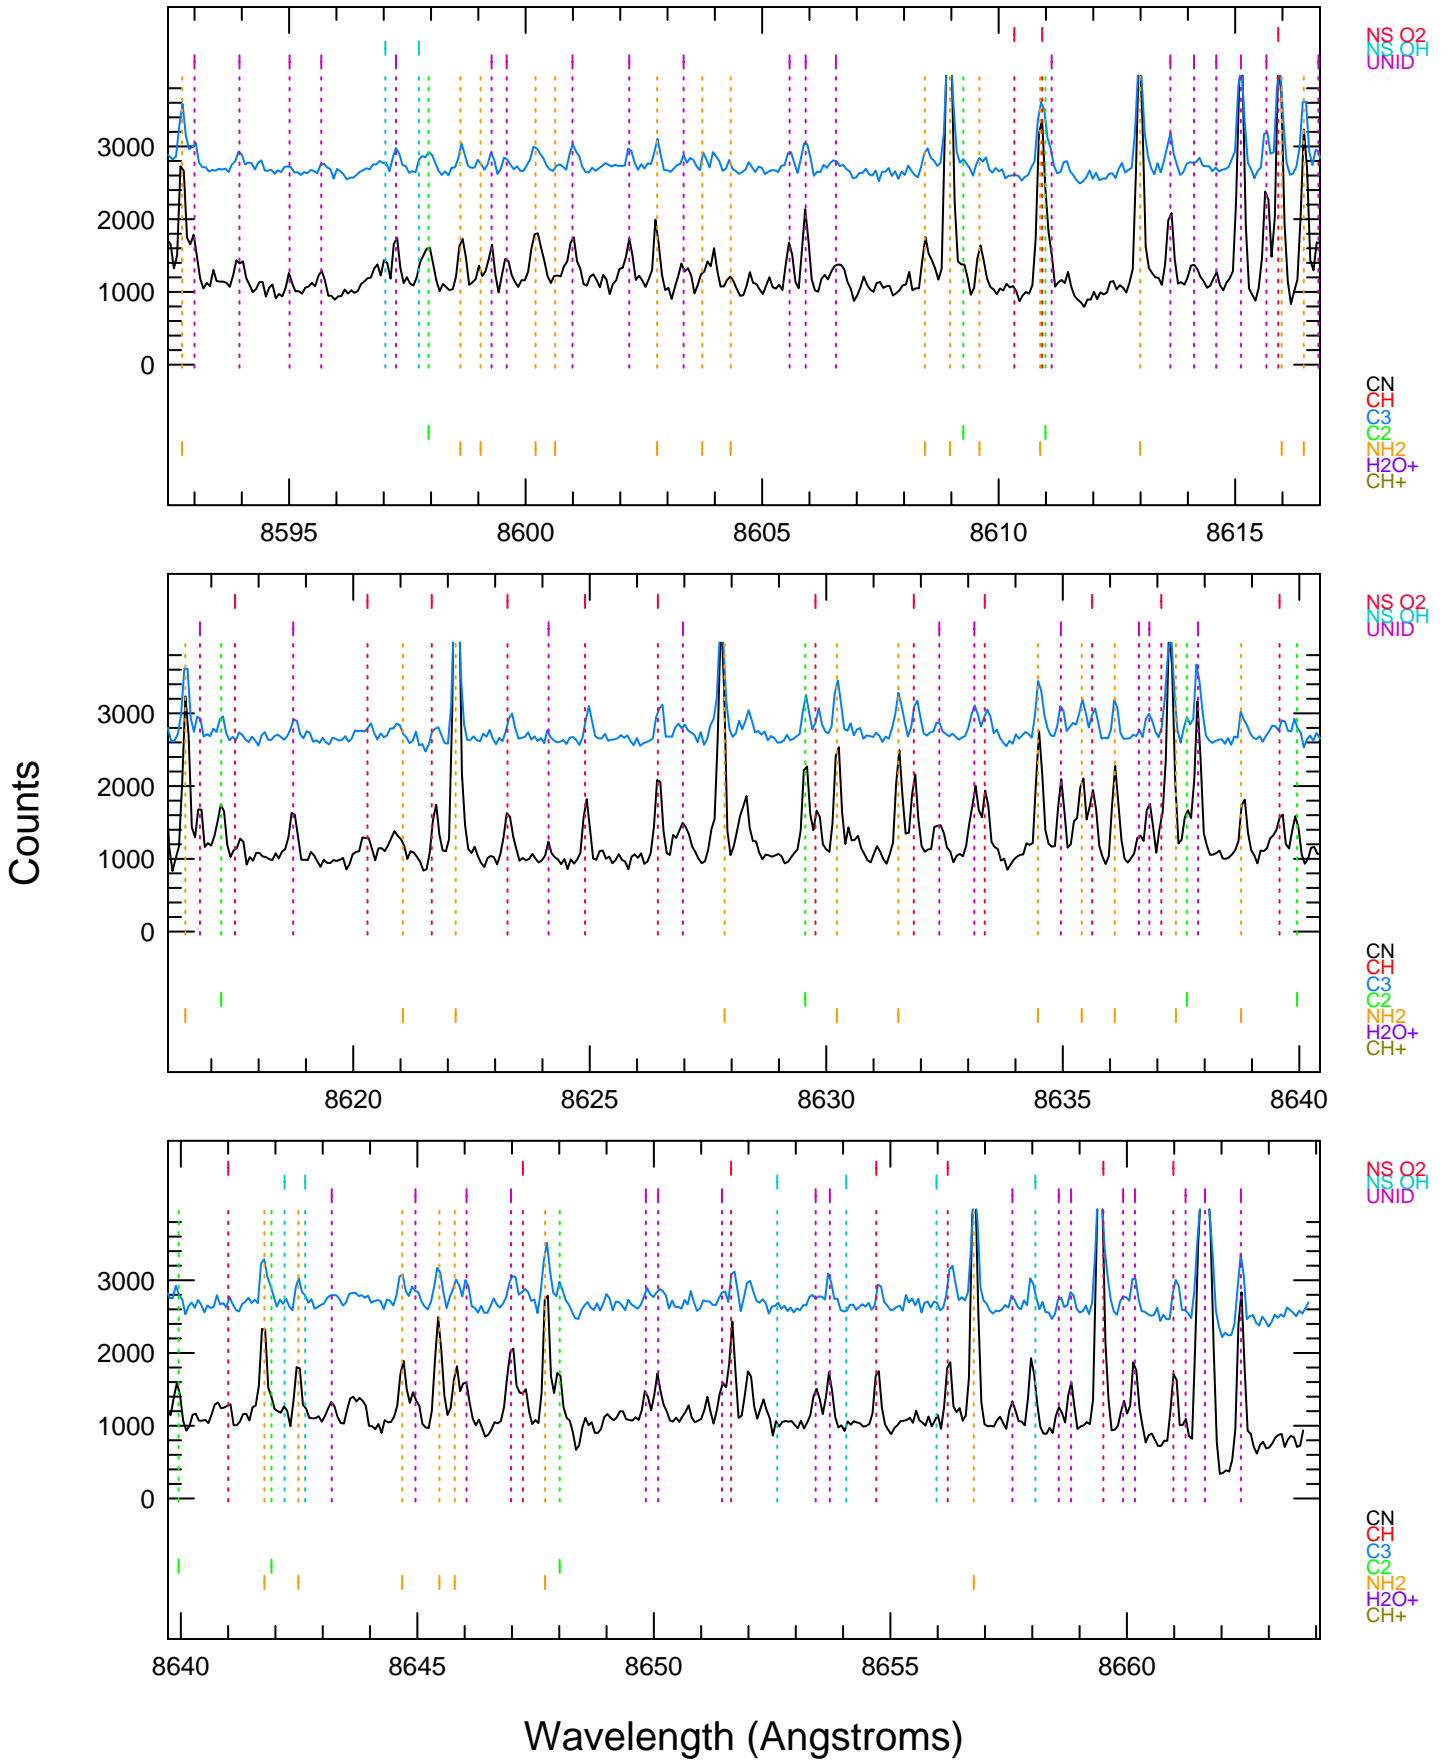 NS O2
NS OH
UNID
3000
2000
1000
0
CN
CH
C3
C2
NH2
H2O+
CH+
8595
8600
8605
8610
8615
NS O2
NS OH
UNID
3000
2000
1000
0
CN
CH
C3
C2
NH2
H2O+
CH+
8620
8625
8630
8635
8640
Counts
NS O2
NS OH
UNID
3000
2000
1000
0
CN
CH
C3
C2
NH2
H2O+
CH+
8640
8645
8650
8655
8660
Wavelength (Angstroms)